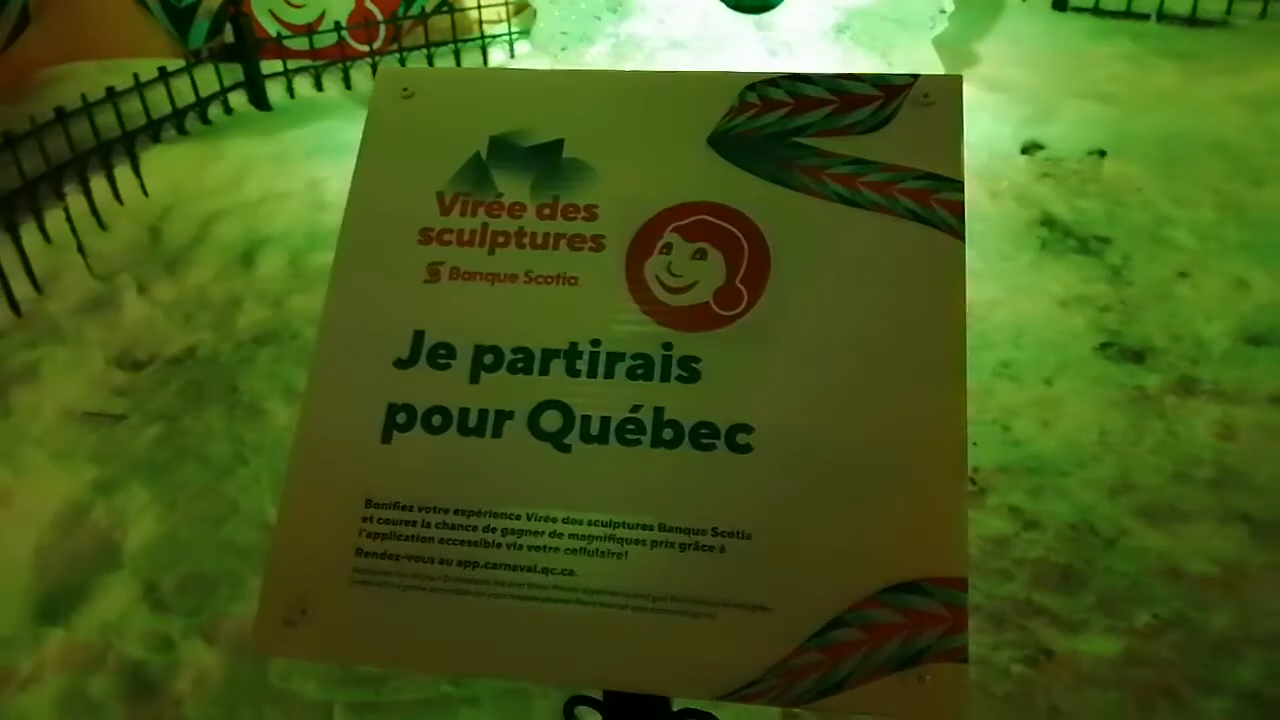 Virée des
sculptures
Banque Scotia
Je partirais
pour Québec
Bonifiez votre expérience Virée des sculptures Banque Scotia
et courez la chance de gagner de magnifiques prix grâce à
l'application accessible via votre cellulaire!
Rendez-vous au app.carnaval.qc.ca.